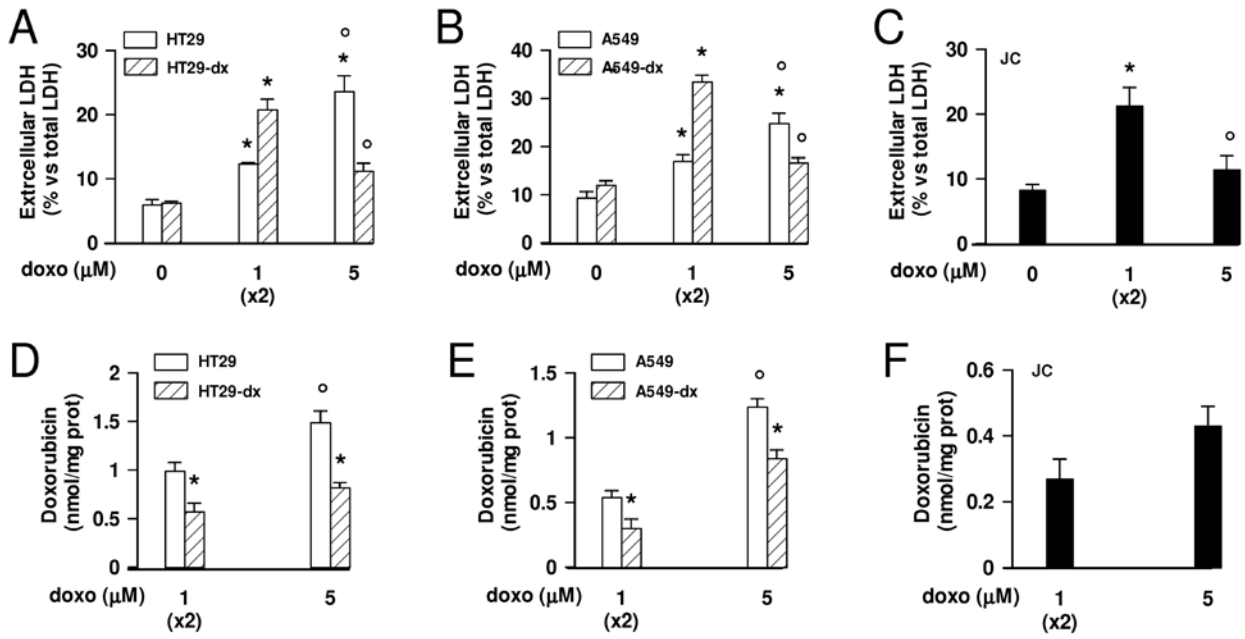 A
Extrcellular LDH
(% vs total LDH)
30
20
10
0
HT29
HT29-dx
*
*
*
°
°
doxo (μM)
0
1
5
(x2)
B
Extrcellular LDH
(% vs total LDH)
40
30
20
10
0
A549
A549-dx
*
*
*
°
°
doxo (μM)
0
1
5
(x2)
C
Extrcellular LDH
(% vs total LDH)
30
20
10
0
JC
*
°
doxo (μM)
0
1
5
(x2)
D
Doxorubicin
(nmol/mg prot)
2
1.5
1
0.5
0
HT29
HT29-dx
*
°
*
doxo (μM)
1
5
(x2)
E
Doxorubicin
(nmol/mg prot)
1.5
1
0.5
0
A549
A549-dx
*
°
*
doxo (μM)
1
5
(x2)
F
Doxorubicin
(nmol/mg prot)
0.6
0.4
0.2
0
JC
doxo (μM)
1
5
(x2)